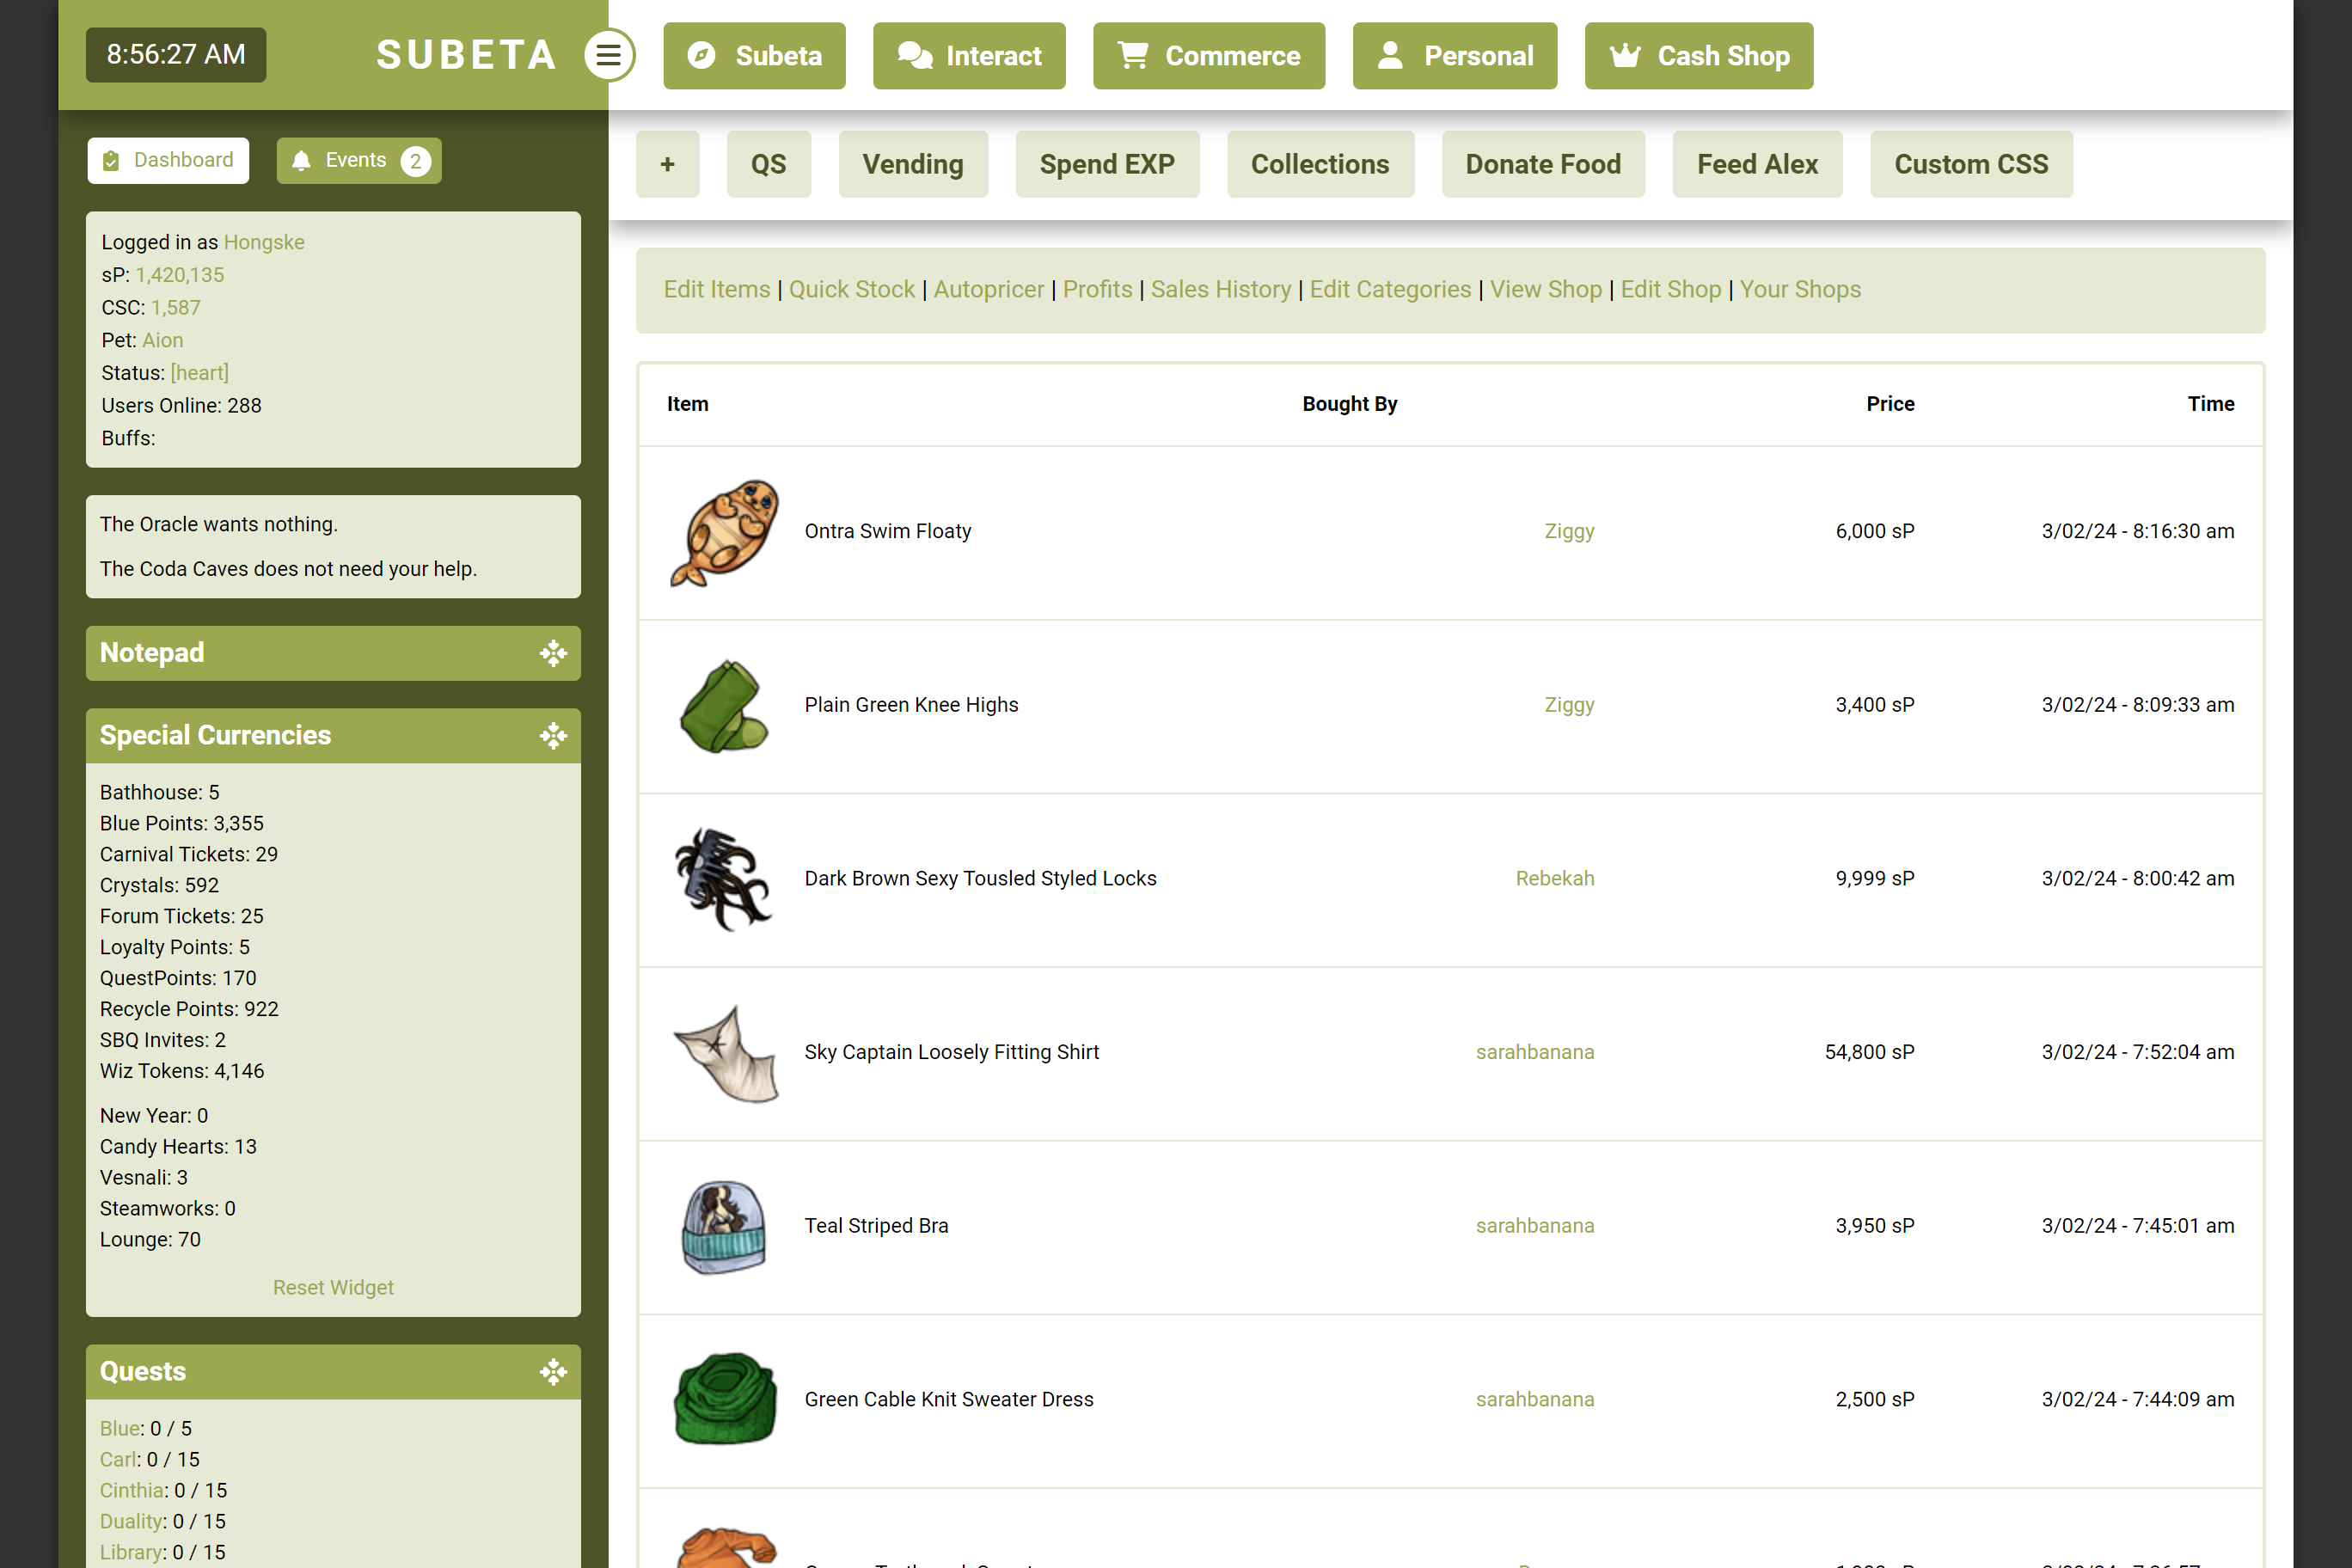 8:56:27 AM
SUBETA
Subeta
Interact
Commerce
Personal
Cash Shop
Dashboard
Events 2
+
QS
Vending
Spend EXP
Collections
Donate Food
Feed Alex
Custom CSS
Logged in as Hongske
sP: 1,420,135
CSC: 1,587
Pet: Aion
Status: [heart]
Users Online: 288
Buffs:
The Oracle wants nothing.
The Coda Caves does not need your help.
Notepad
Special Currencies
Bathhouse: 5
Blue Points: 3,355
Carnival Tickets: 29
Crystals: 592
Forum Tickets: 25
Loyalty Points: 5
QuestPoints: 170
Recycle Points: 922
SBQ Invites: 2
Wiz Tokens: 4,146
New Year: 0
Candy Hearts: 13
Vesnali: 3
Steamworks: 0
Lounge: 70
Reset Widget
Quests
Blue: 0 / 5
Carl: 0 / 15
Cinthia: 0 / 15
Duality: 0 / 15
Library: 0 / 15
Edit Items | Quick Stock | Autopricer | Profits | Sales History | Edit Categories | View Shop | Edit Shop | Your Shops
Item Bought By Price Time
Ontra Swim Floaty Ziggy 6,000 sP 3/02/24 - 8:16:30 am
Plain Green Knee Highs Ziggy 3,400 sP 3/02/24 - 8:09:33 am
Dark Brown Sexy Tousled Styled Locks Rebekah 9,999 sP 3/02/24 - 8:00:42 am
Sky Captain Loosely Fitting Shirt sarahbanana 54,800 sP 3/02/24 - 7:52:04 am
Teal Striped Bra sarahbanana 3,950 sP 3/02/24 - 7:45:01 am
Green Cable Knit Sweater Dress sarahbanana 2,500 sP 3/02/24 - 7:44:09 am